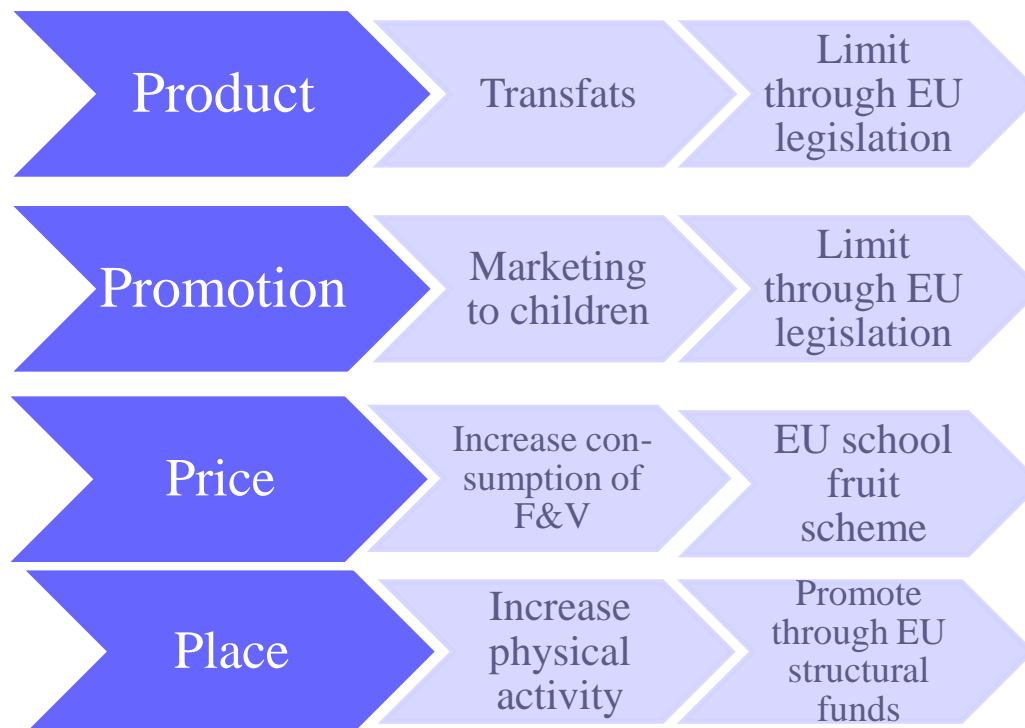 Product
Transfats
Limit
through EU
legislation
Promotion
Marketing
to children
Limit
through EU
legislation
Price
Increase con-
sumption of
F&V
EU school
fruit
scheme
Place
Increase
physical
activity
Promote
through EU
structural
funds